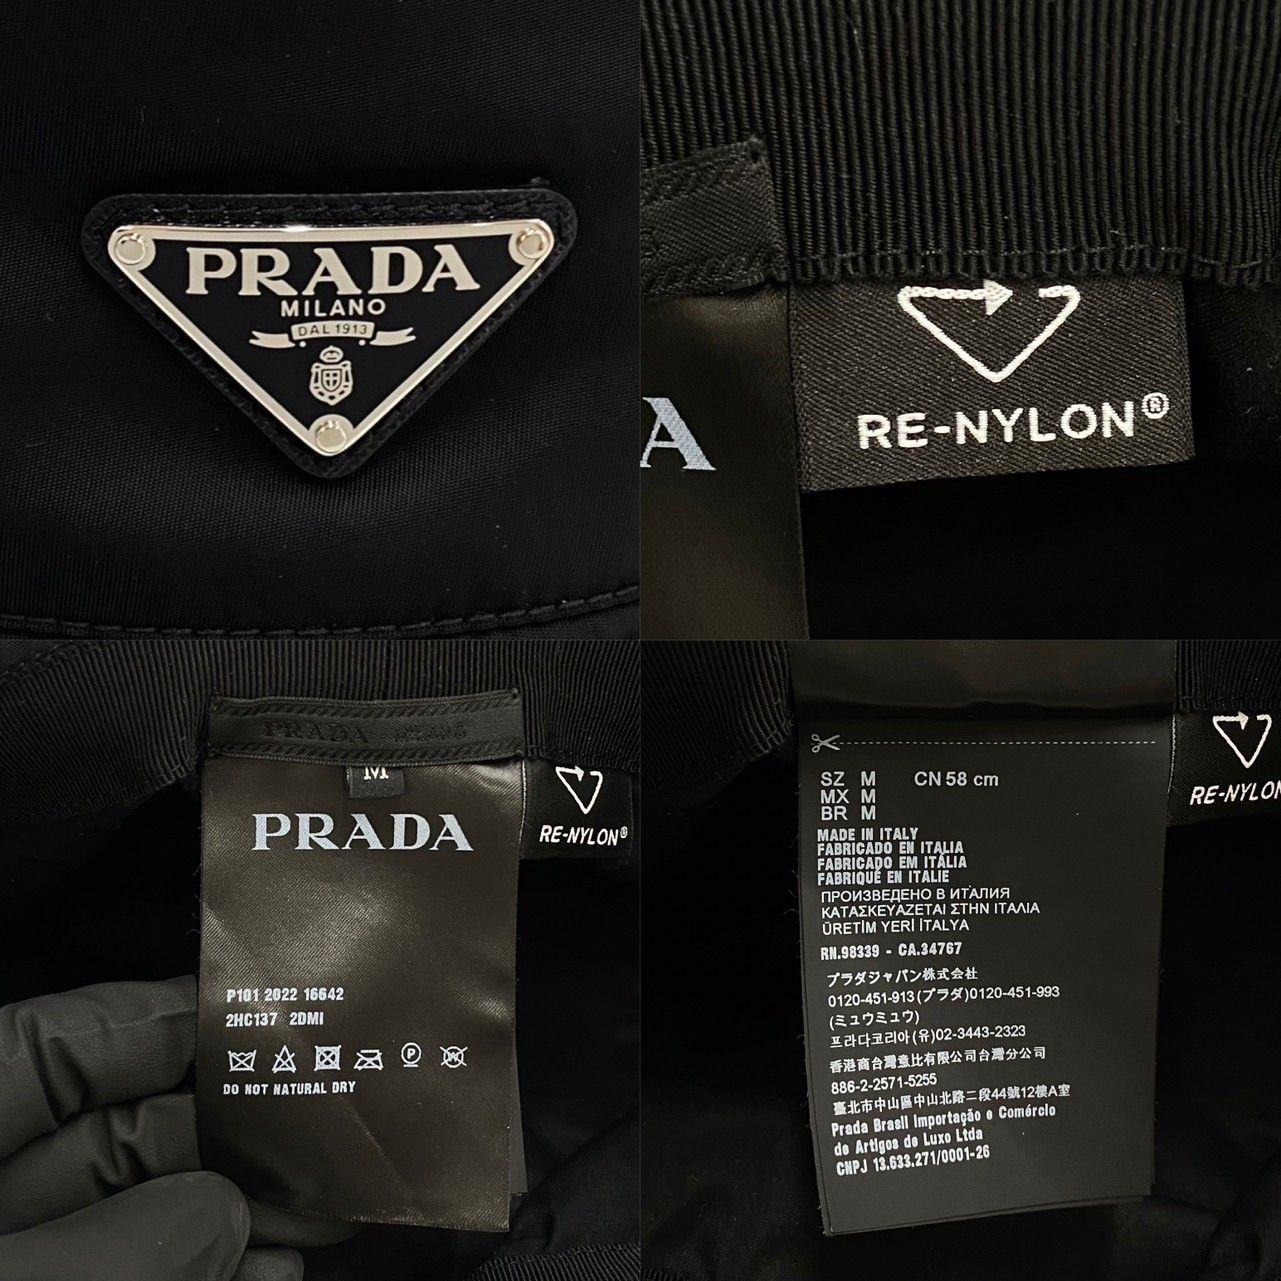 PRADA
MILANO
DAL 1913
A
RE-NYLON®
PRADA
M
PRADA
RE-NYLON®
P101 2022 16642
2HC137 2DMI
P
W
DO NOT NATURAL DRY
SZ M CN 58 cm
MX M
BR M
MADE IN ITALY
FABRICADO EN ITALIA
FABRICADO EM ITÁLIA
FABRIQUÉ EN ITALIE
ПРОИЗВЕДЕНО В ИТАЛИЯ
ΚΑΤΑΣΚΕΥΑΖΕΤΑΙ ΣΤΗΝ ΙΤΑΛΙΑ
ÜRETİM YERİ İTALYA
RN.98339 - CA.34767
プラダジャパン株式会社
0120-451-913(プラダ)0120-451-993
(ミュウミュウ)
프라다코리아(유)02-3443-2323
香港商台灣壹比有限公司台灣分公司
886-2-2571-5255
臺北市中山區中山北路二段44號12樓A室
Prada Brasil Importação e Comércio
de Artigos de Luxo Ltda
CNPJ 13.633.271/0001-26
RE-NYLON